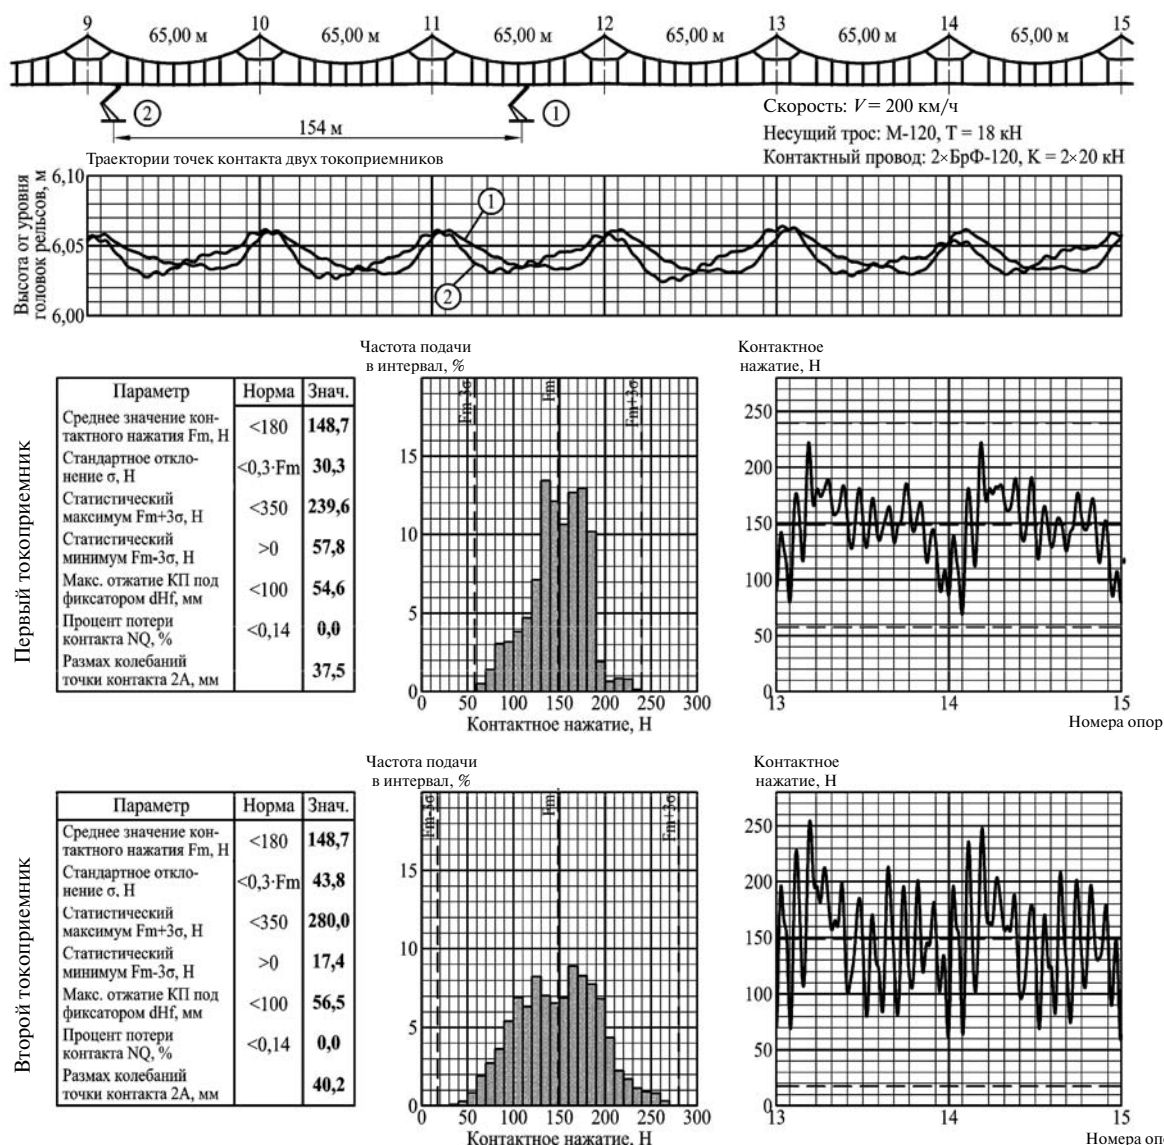 9 10 11 12 13 14 15
65,00 м 65,00 м 65,00 м 65,00 м 65,00 м 65,00 м
2 1
154 м
Скорость: V = 200 км/ч
Несущий трос: М-120, Т = 18 кН
Контактный провод: 2×БрФ-120, К = 2×20 кН
Траектории точек контакта двух токоприемников
Высота от уровня
головок рельсов, м
6,10
6,05
6,00
1
2
Первый токоприемник
Параметр Норма Знач.
Среднее значение кон-
тактного нажатия Fm, Н <180 148,7
Стандартное откло-
нение σ, Н <0,3·Fm 30,3
Статистический
максимум Fm+3σ, Н <350 239,6
Статистический
минимум Fm-3σ, Н >0 57,8
Макс. отжатие КП под
фиксатором dHf, мм <100 54,6
Процент потери
контакта NQ, % <0,14 0,0
Размах колебаний
точки контакта 2А, мм 37,5
Частота подачи
в интервал, %
Fm-3σ Fm Fm+3σ
15
10
5
0
0 50 100 150 200 250 300
Контактное нажатие, Н
Контактное
нажатие, Н
250
200
150
100
50
0
13 14 15
Номера опор
Второй токоприемник
Параметр Норма Знач.
Среднее значение кон-
тактного нажатия Fm, Н <180 148,7
Стандартное откло-
нение σ, Н <0,3·Fm 43,8
Статистический
максимум Fm+3σ, Н <350 280,0
Статистический
минимум Fm-3σ, Н >0 17,4
Макс. отжатие КП под
фиксатором dHf, мм <100 56,5
Процент потери
контакта NQ, % <0,14 0,0
Размах колебаний
точки контакта 2А, мм 40,2
Частота подачи
в интервал, %
Fm-3σ Fm Fm+3σ
15
10
5
0
0 50 100 150 200 250 300
Контактное нажатие, Н
Контактное
нажатие, Н
250
200
150
100
50
0
13 14 15
Номера оп